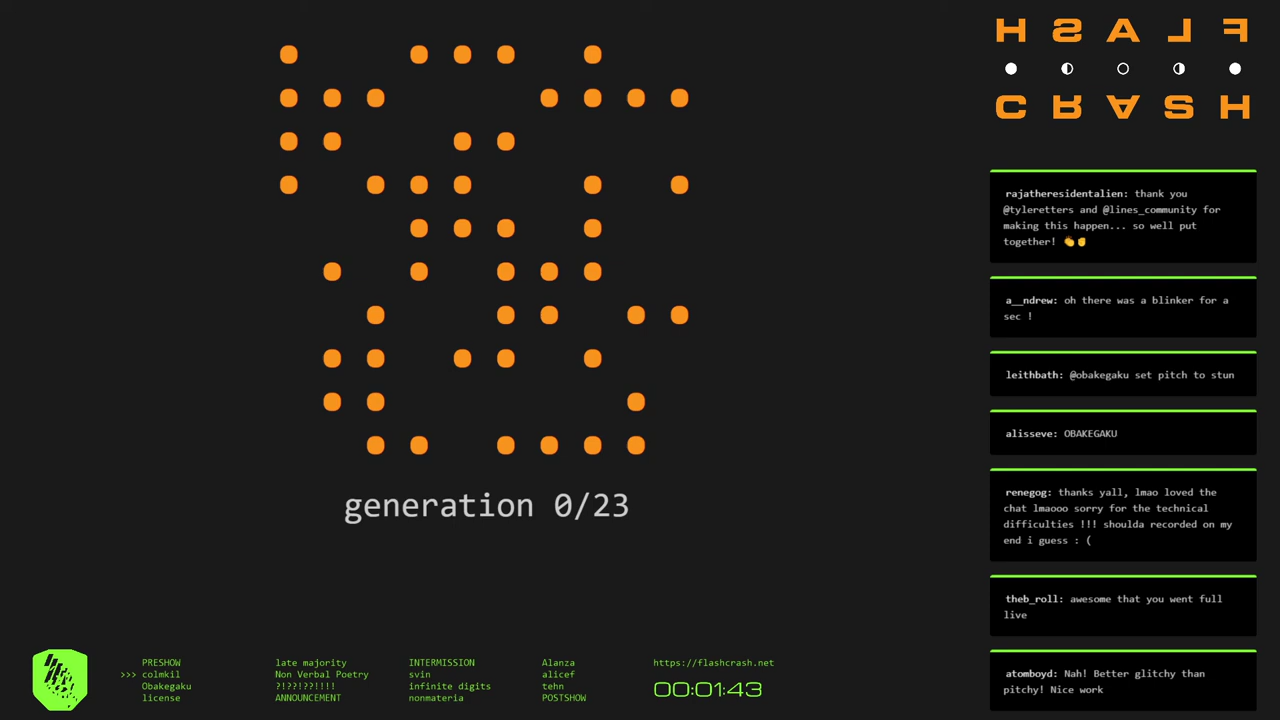 HSALF
CRASH
rajatheresidentalien: thank you
@tyleretters and @lines_community for
making this happen... so well put
together! 👏✊
a__ndrew: oh there was a blinker for a
sec !
leithbath: @obakegaku set pitch to stun
alisseve: OBAKEGAKU
renegog: thanks yall, lmao loved the
chat lmaooo sorry for the technical
difficulties !!! shoulda recorded on my
end i guess : (
theb_roll: awesome that you went full
live
atomboyd: Nah! Better glitchy than
pitchy! Nice work
generation 0/23
PRESHOW
>>> colmkil
Obakegaku
license
late majority
Non Verbal Poetry
?!??!??!!!!
ANNOUNCEMENT
INTERMISSION
svin
infinite digits
nonmateria
Alanza
alicef
tehn
POSTSHOW
https://flashcrash.net
00:01:43